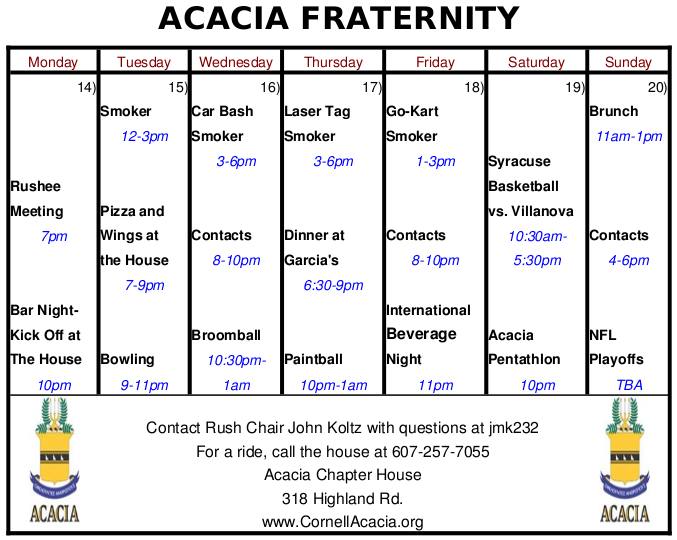 ACACIA FRATERNITY
Monday Tuesday Wednesday Thursday Friday Saturday Sunday
14) 15) 16) 17) 18) 19) 20)
Rushee
Meeting
7pm
Bar Night-
Kick Off at
The House
10pm
Smoker
12-3pm
Pizza and
Wings at
the House
7-9pm
Bowling
9-11pm
Car Bash
Smoker
3-6pm
Contacts
8-10pm
Broomball
10:30pm-
1am
Laser Tag
Smoker
3-6pm
Dinner at
Garcia's
6:30-9pm
Paintball
10pm-1am
Go-Kart
Smoker
1-3pm
Contacts
8-10pm
International
Beverage
Night
11pm
Syracuse
Basketball
vs. Villanova
10:30am-
5:30pm
Acacia
Pentathlon
10pm
Brunch
11am-1pm
Contacts
4-6pm
NFL
Playoffs
TBA
Contact Rush Chair John Koltz with questions at jmk232
For a ride, call the house at 607-257-7055
Acacia Chapter House
318 Highland Rd.
www.CornellAcacia.org
ACACIA
ACACIA